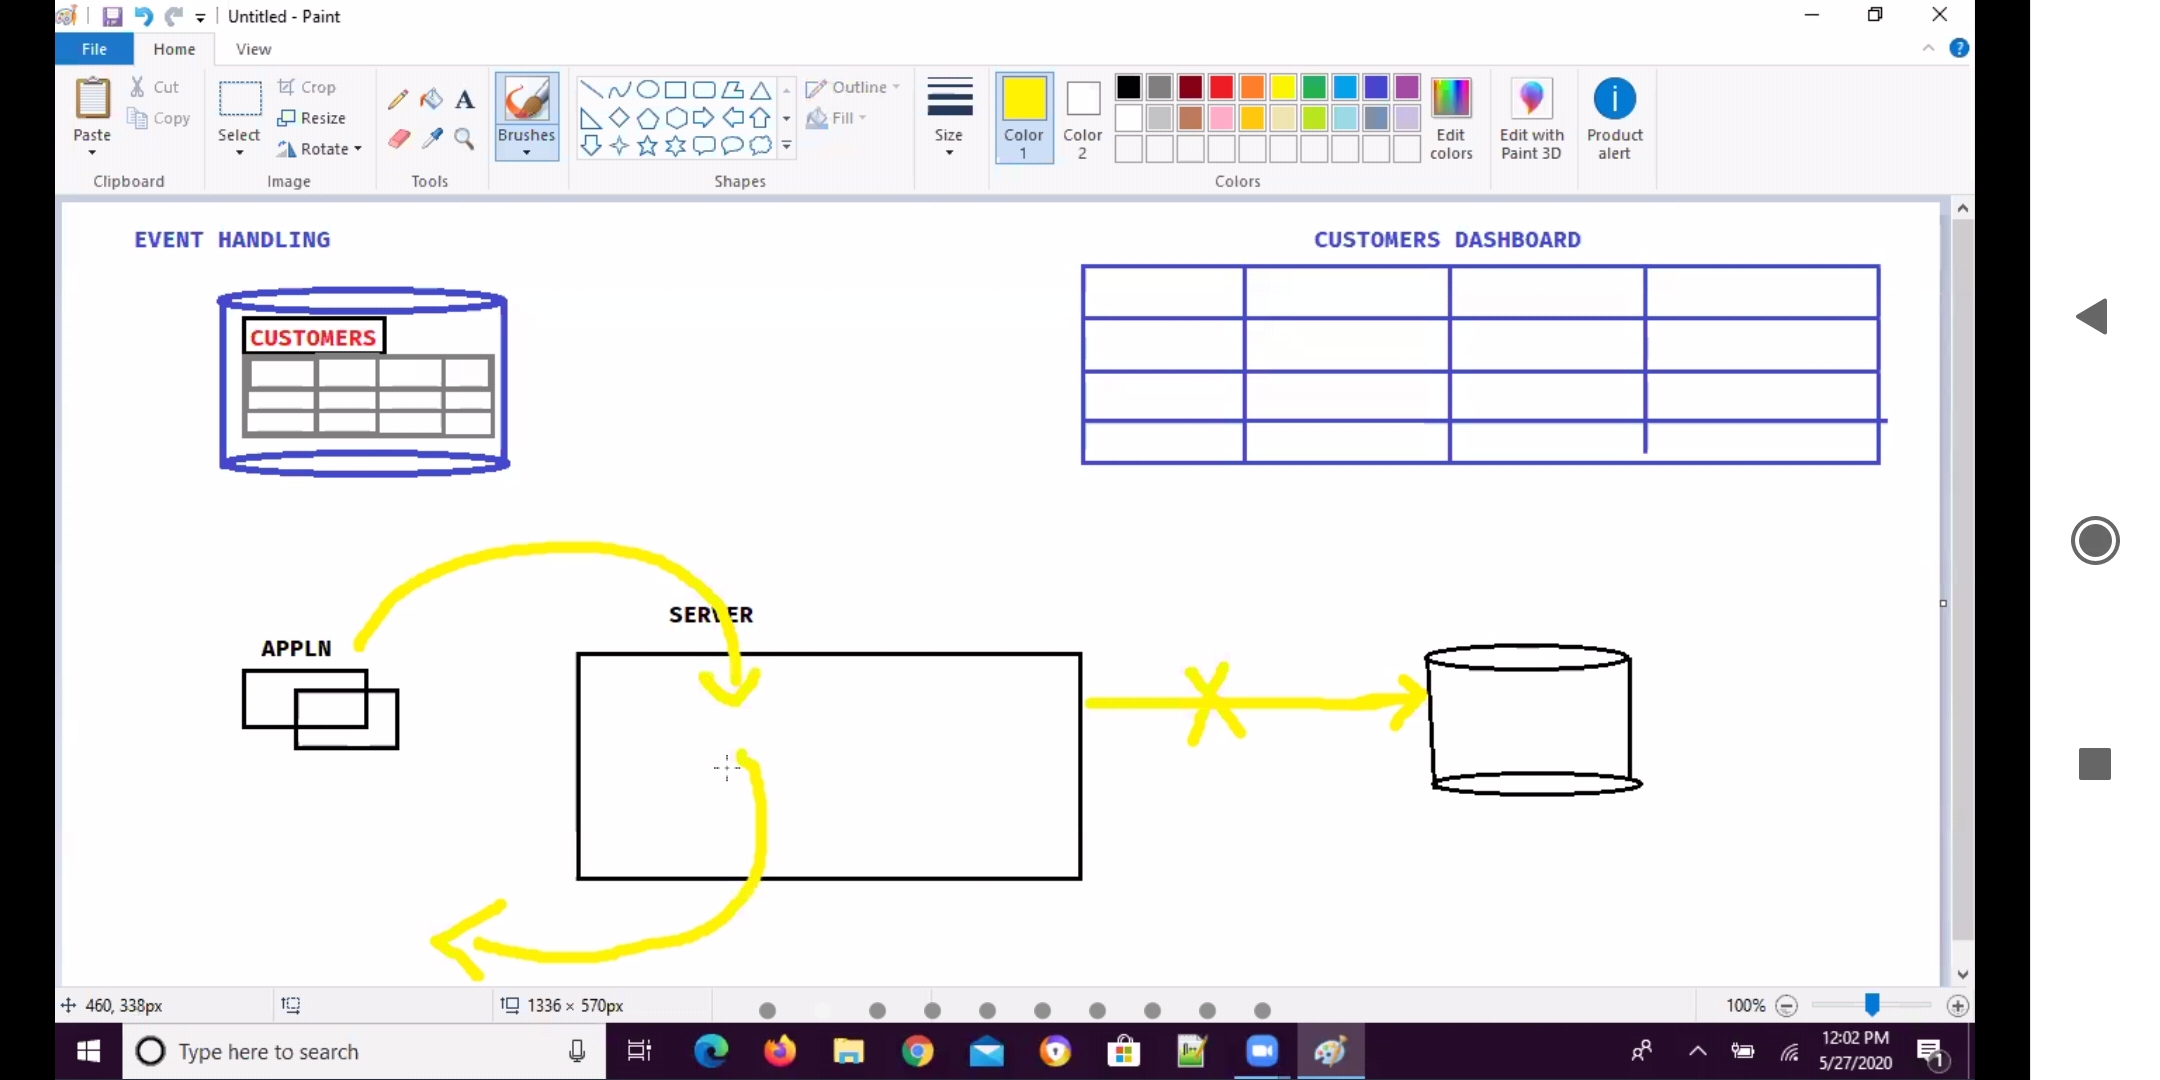 Untitled - Paint
File Home View
Paste
Cut
Copy
Clipboard
Select
Crop
Resize
Rotate
Image
A
Tools
Brushes
Outline
Fill
Shapes
Size
Color
1
Color
2
Edit
colors
Colors
Edit with
Paint 3D
Product
alert
EVENT HANDLING
CUSTOMERS DASHBOARD
CUSTOMERS
SERVER
APPLN
460, 338px
1336 × 570px
100%
Type here to search
12:02 PM
5/27/2020
1